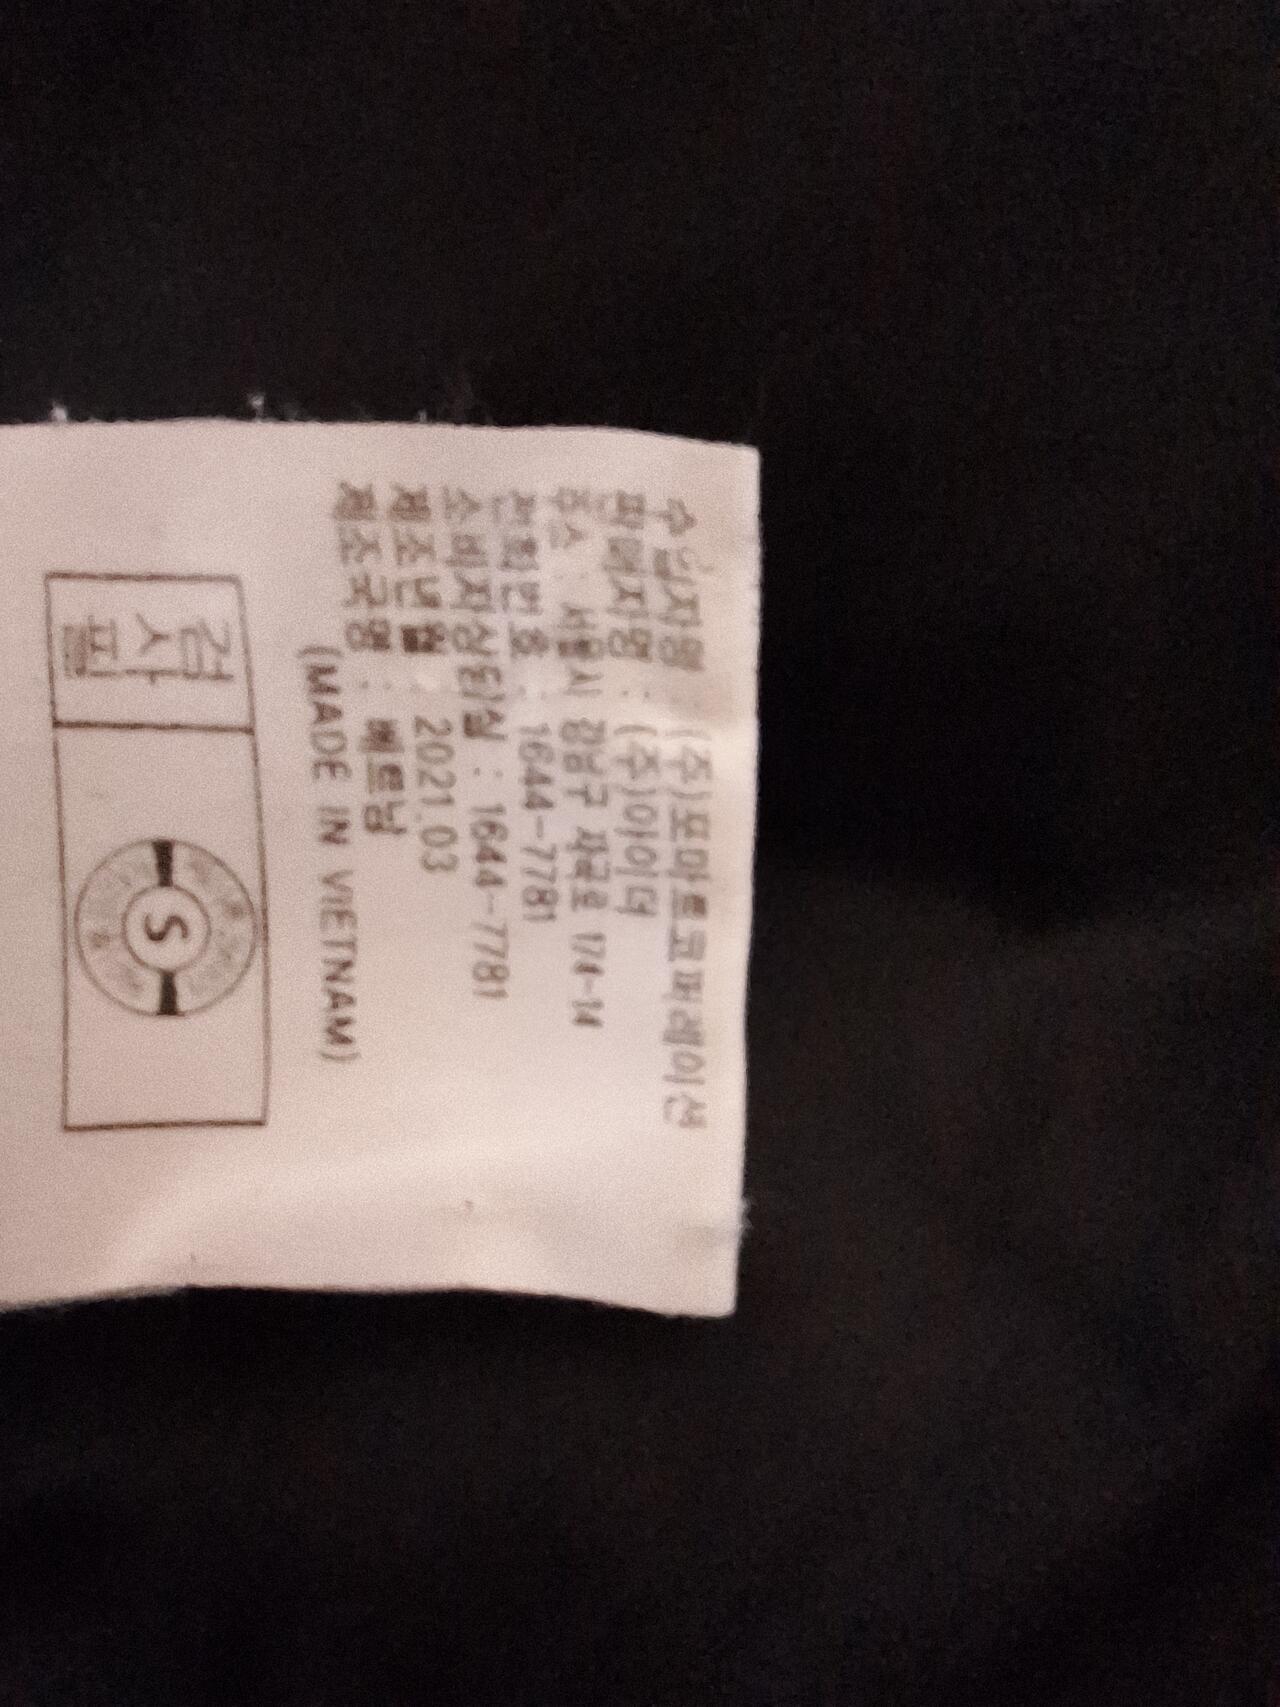 수입자명 : (주)포마트코퍼레이션
판매자명 : (주)아이더
주소 : 서울시 강남구 자곡로 174-14
전화번호 : 1644-7781
소비자상담실 : 1644-7781
제조년월 : 2021.03
제조국명 : 베트남
(MADE IN VIETNAM)
검사필
S